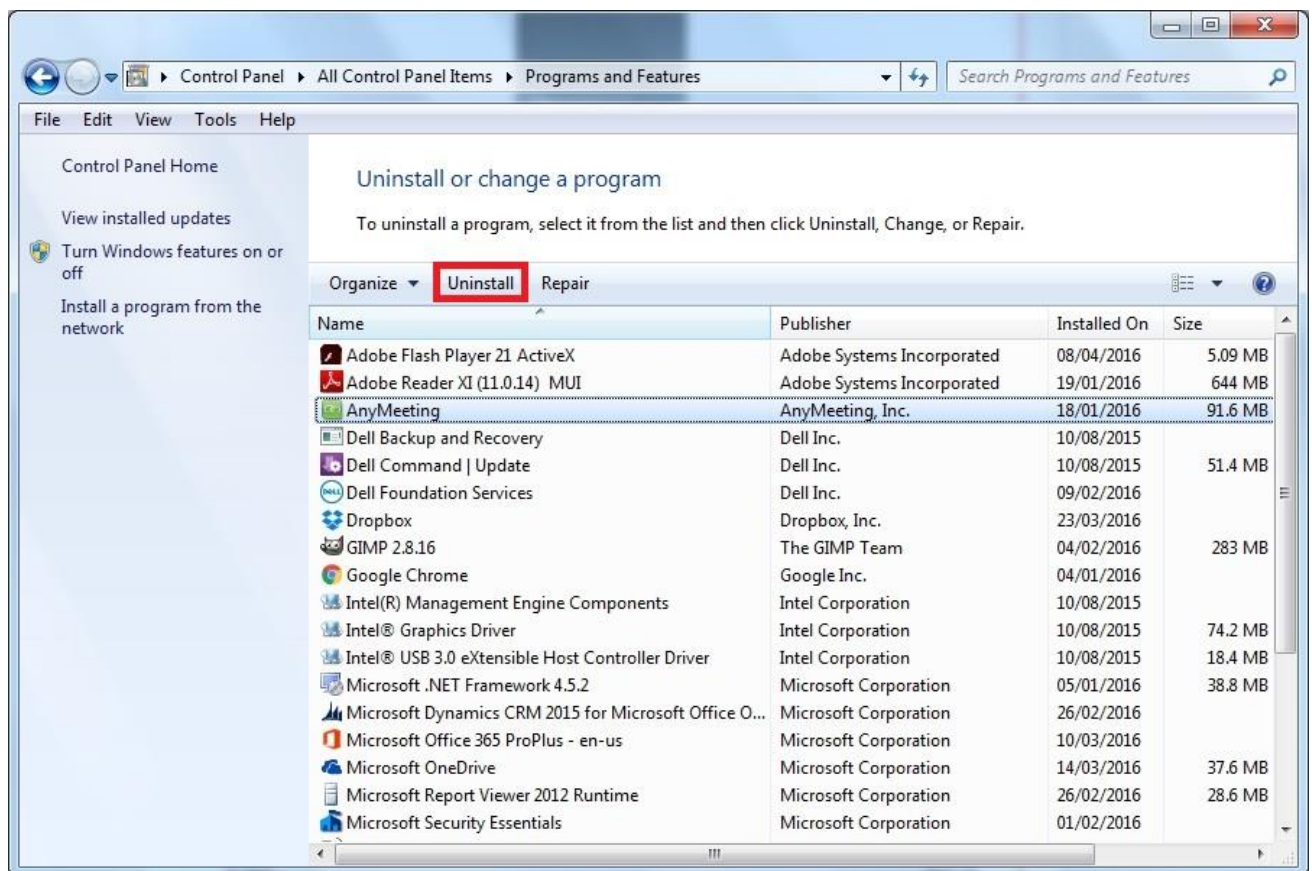 Control Panel ▸ All Control Panel Items ▸ Programs and Features
Search Programs and Features
File Edit View Tools Help
Control Panel Home
View installed updates
Turn Windows features on or
off
Install a program from the
network
Uninstall or change a program
To uninstall a program, select it from the list and then click Uninstall, Change, or Repair.
Organize Uninstall Repair
Name Publisher Installed On Size
Adobe Flash Player 21 ActiveX Adobe Systems Incorporated 08/04/2016 5.09 MB
Adobe Reader XI (11.0.14) MUI Adobe Systems Incorporated 19/01/2016 644 MB
AnyMeeting AnyMeeting, Inc. 18/01/2016 91.6 MB
Dell Backup and Recovery Dell Inc. 10/08/2015
Dell Command | Update Dell Inc. 10/08/2015 51.4 MB
Dell Foundation Services Dell Inc. 09/02/2016
Dropbox Dropbox, Inc. 23/03/2016
GIMP 2.8.16 The GIMP Team 04/02/2016 283 MB
Google Chrome Google Inc. 04/01/2016
Intel(R) Management Engine Components Intel Corporation 10/08/2015
Intel® Graphics Driver Intel Corporation 10/08/2015 74.2 MB
Intel® USB 3.0 eXtensible Host Controller Driver Intel Corporation 10/08/2015 18.4 MB
Microsoft .NET Framework 4.5.2 Microsoft Corporation 05/01/2016 38.8 MB
Microsoft Dynamics CRM 2015 for Microsoft Office O... Microsoft Corporation 26/02/2016
Microsoft Office 365 ProPlus - en-us Microsoft Corporation 10/03/2016
Microsoft OneDrive Microsoft Corporation 14/03/2016 37.6 MB
Microsoft Report Viewer 2012 Runtime Microsoft Corporation 26/02/2016 28.6 MB
Microsoft Security Essentials Microsoft Corporation 01/02/2016